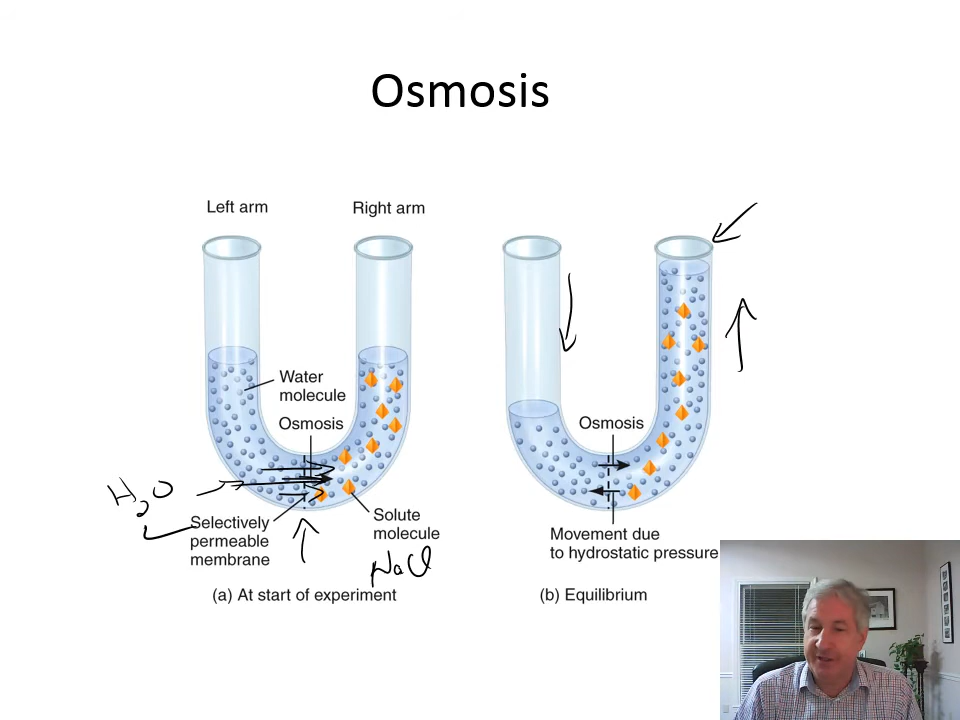 Osmosis
Left arm
Right arm
Water
molecule
Osmosis
H₂O
Selectively
permeable
membrane
Solute
molecule
NaCl
(a) At start of experiment
Osmosis
Movement due
to hydrostatic pressure
(b) Equilibrium